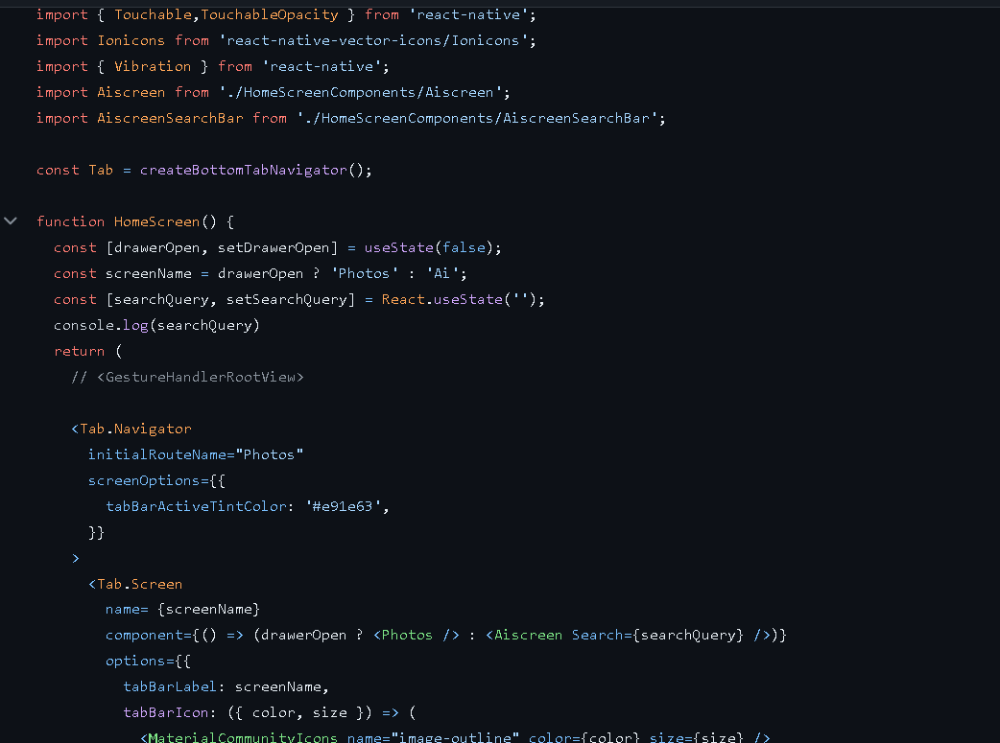 import { Touchable,TouchableOpacity } from 'react-native';
import Ionicons from 'react-native-vector-icons/Ionicons';
import { Vibration } from 'react-native';
import Aiscreen from './HomeScreenComponents/Aiscreen';
import AiscreenSearchBar from './HomeScreenComponents/AiscreenSearchBar';
const Tab = createBottomTabNavigator();
function HomeScreen() {
const [drawerOpen, setDrawerOpen] = useState(false);
const screenName = drawerOpen ? 'Photos' : 'Ai';
const [searchQuery, setSearchQuery] = React.useState('');
console.log(searchQuery)
return (
// <GestureHandlerRootView>
<Tab.Navigator
initialRouteName="Photos"
screenOptions={{
tabBarActiveTintColor: '#e91e63',
}}
>
<Tab.Screen
name= {screenName}
component={() => (drawerOpen ? <Photos /> : <Aiscreen Search={searchQuery} />)}
options={{
tabBarLabel: screenName,
tabBarIcon: ({ color, size }) => (
<MaterialCommunityIcons name="image-outline" color={color} size={size} />